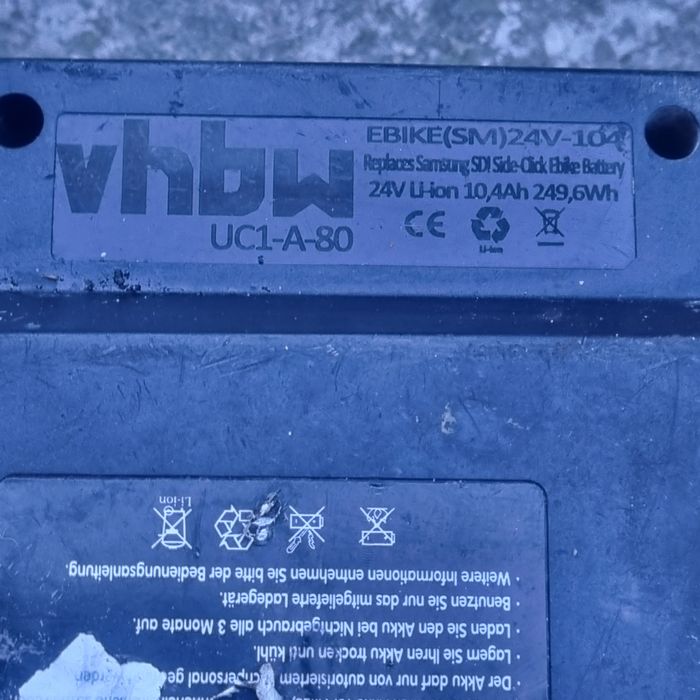 vhbw
UC1-A-80
EBIKE(SM)24V-104
Replaces Samsung SDI Side-Click Ebike Battery
24V Li-ion 10,4Ah 249,6Wh
CE
Li-ion
Der Akku darf nur von autorisiertem
Lagern Sie Ihren Akku trocken und kühl.
Laden Sie den Akku bei Nichtgebrauch alle 3 Monate auf.
Benutzen Sie nur das mitgelieferte Ladegerät.
Weitere Informationen entnehmen Sie bitte der Bedienungsanleitung.
Li-ion